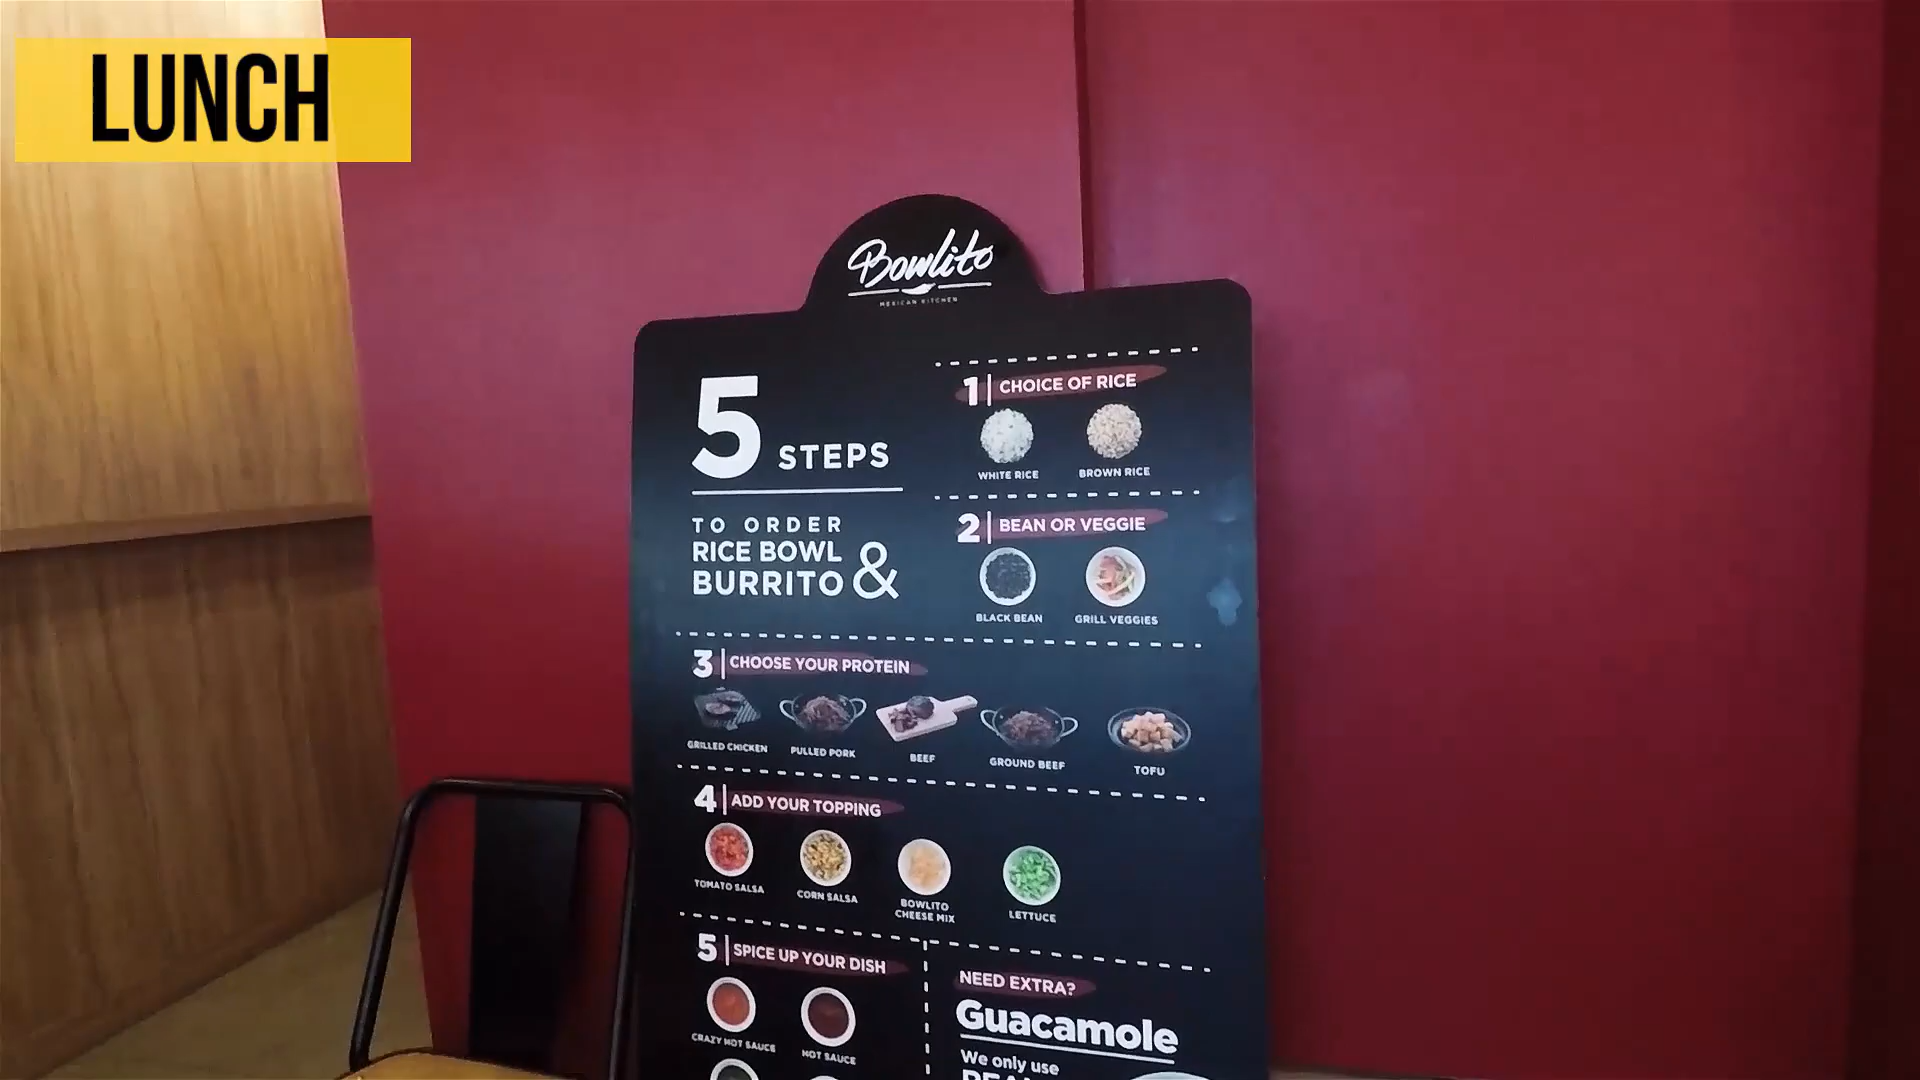 LUNCH
Bowlito
MEXICAN KITCHEN
5 STEPS
TO ORDER
RICE BOWL &
BURRITO
1 | CHOICE OF RICE
WHITE RICE
BROWN RICE
2 | BEAN OR VEGGIE
BLACK BEAN
GRILL VEGGIES
3 | CHOOSE YOUR PROTEIN
GRILLED CHICKEN
PULLED PORK
BEEF
GROUND BEEF
TOFU
4 | ADD YOUR TOPPING
TOMATO SALSA
CORN SALSA
BOWLITO
CHEESE MIX
LETTUCE
5 | SPICE UP YOUR DISH
CRAZY HOT SAUCE
HOT SAUCE
NEED EXTRA?
Guacamole
We only use